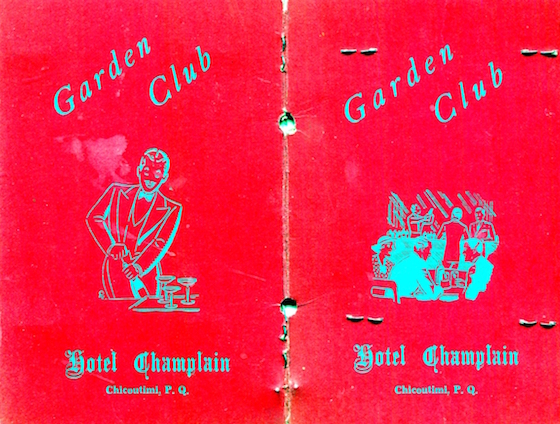 Garden
Club
Hotel Champlain
Chicoutimi, P. Q.
Garden
Club
Hotel Champlain
Chicoutimi, P. Q.